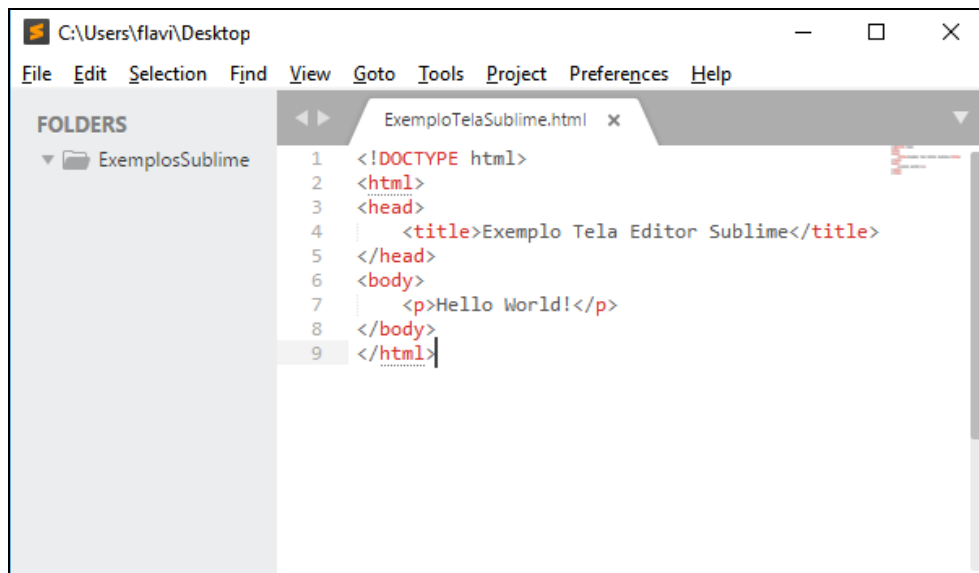 C:\Users\flavi\Desktop
File Edit Selection Find View Goto Tools Project Preferences Help
FOLDERS
ExemplosSublime
ExemploTelaSublime.html
1 <!DOCTYPE html>
2 <html>
3 <head>
4     <title>Exemplo Tela Editor Sublime</title>
5 </head>
6 <body>
7     <p>Hello World!</p>
8 </body>
9 </html>